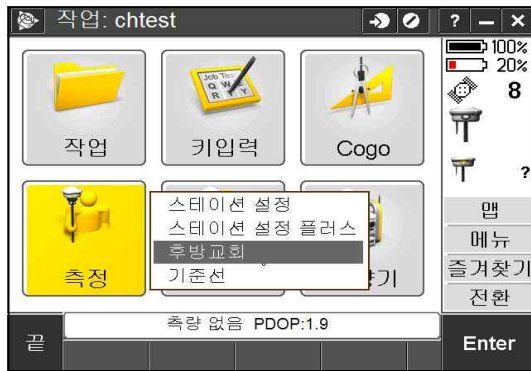 작업: chtest
? – ×
100%
20%
8
?
작업
키입력
Cogo
측정
스테이션 설정
스테이션 설정 플러스
후방교회
기준선
기
맵
메뉴
즐겨찾기
전환
측량 없음 PDOP:1.9
끝
Enter